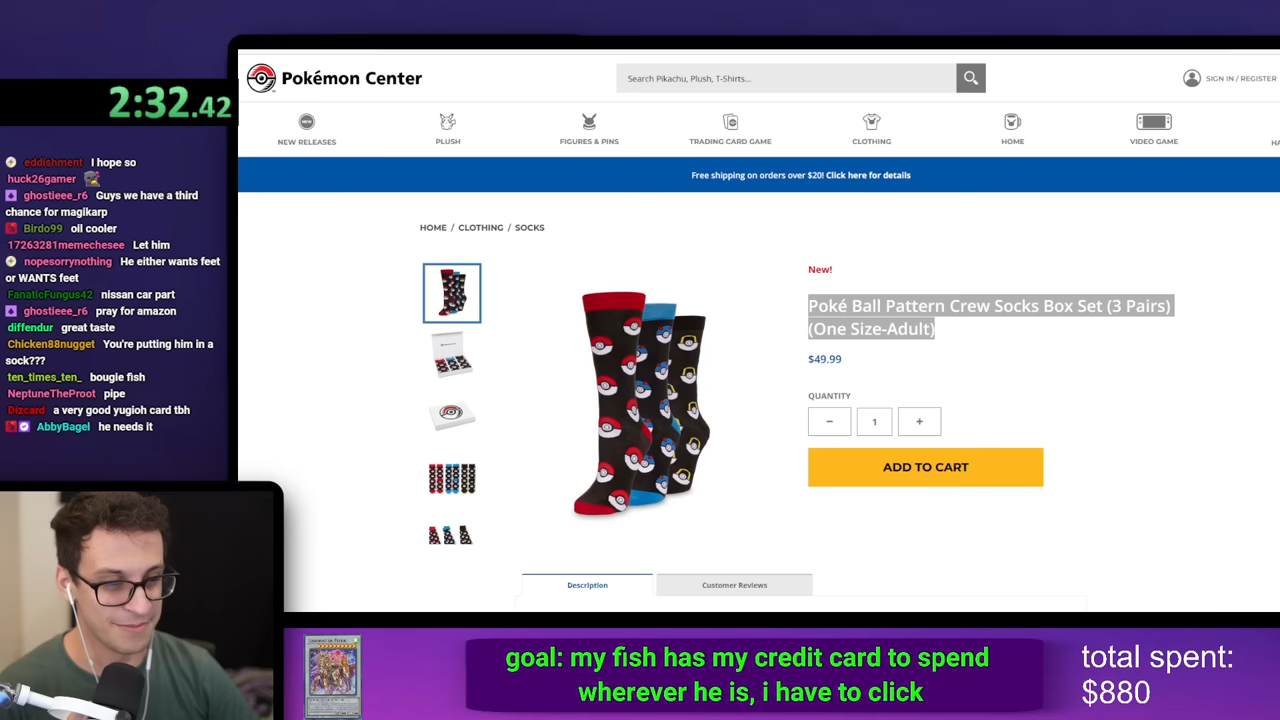 2:32.42
eddishment I hope so
huck26gamer
ghostieee_r6 Guys we have a third
chance for magikarp
Birdo99 oil cooler
17263281memechesee Let him
nopesorrynothing He either wants feet
or WANTS feet
FanaticFungus42 nissan car part
ghostieee_r6 pray for amazon
diffendur great taste
Chicken88nugget You're putting him in a
sock???
ten_times_ten_ bougie fish
NeptuneTheProot pipe
Dizcard a very good yugioh card tbh
AbbyBagel he needs it
Pokémon Center
Search Pikachu, Plush, T-Shirts...
SIGN IN / REGISTER
NEW
NEW RELEASES
PLUSH
FIGURES & PINS
TRADING CARD GAME
CLOTHING
HOME
VIDEO GAME
HA
Free shipping on orders over $20! Click here for details
HOME / CLOTHING / SOCKS
New!
Poké Ball Pattern Crew Socks Box Set (3 Pairs)
(One Size-Adult)
$49.99
QUANTITY
− 1 +
ADD TO CART
Description
Customer Reviews
goal: my fish has my credit card to spend
wherever he is, i have to click
total spent:
$880